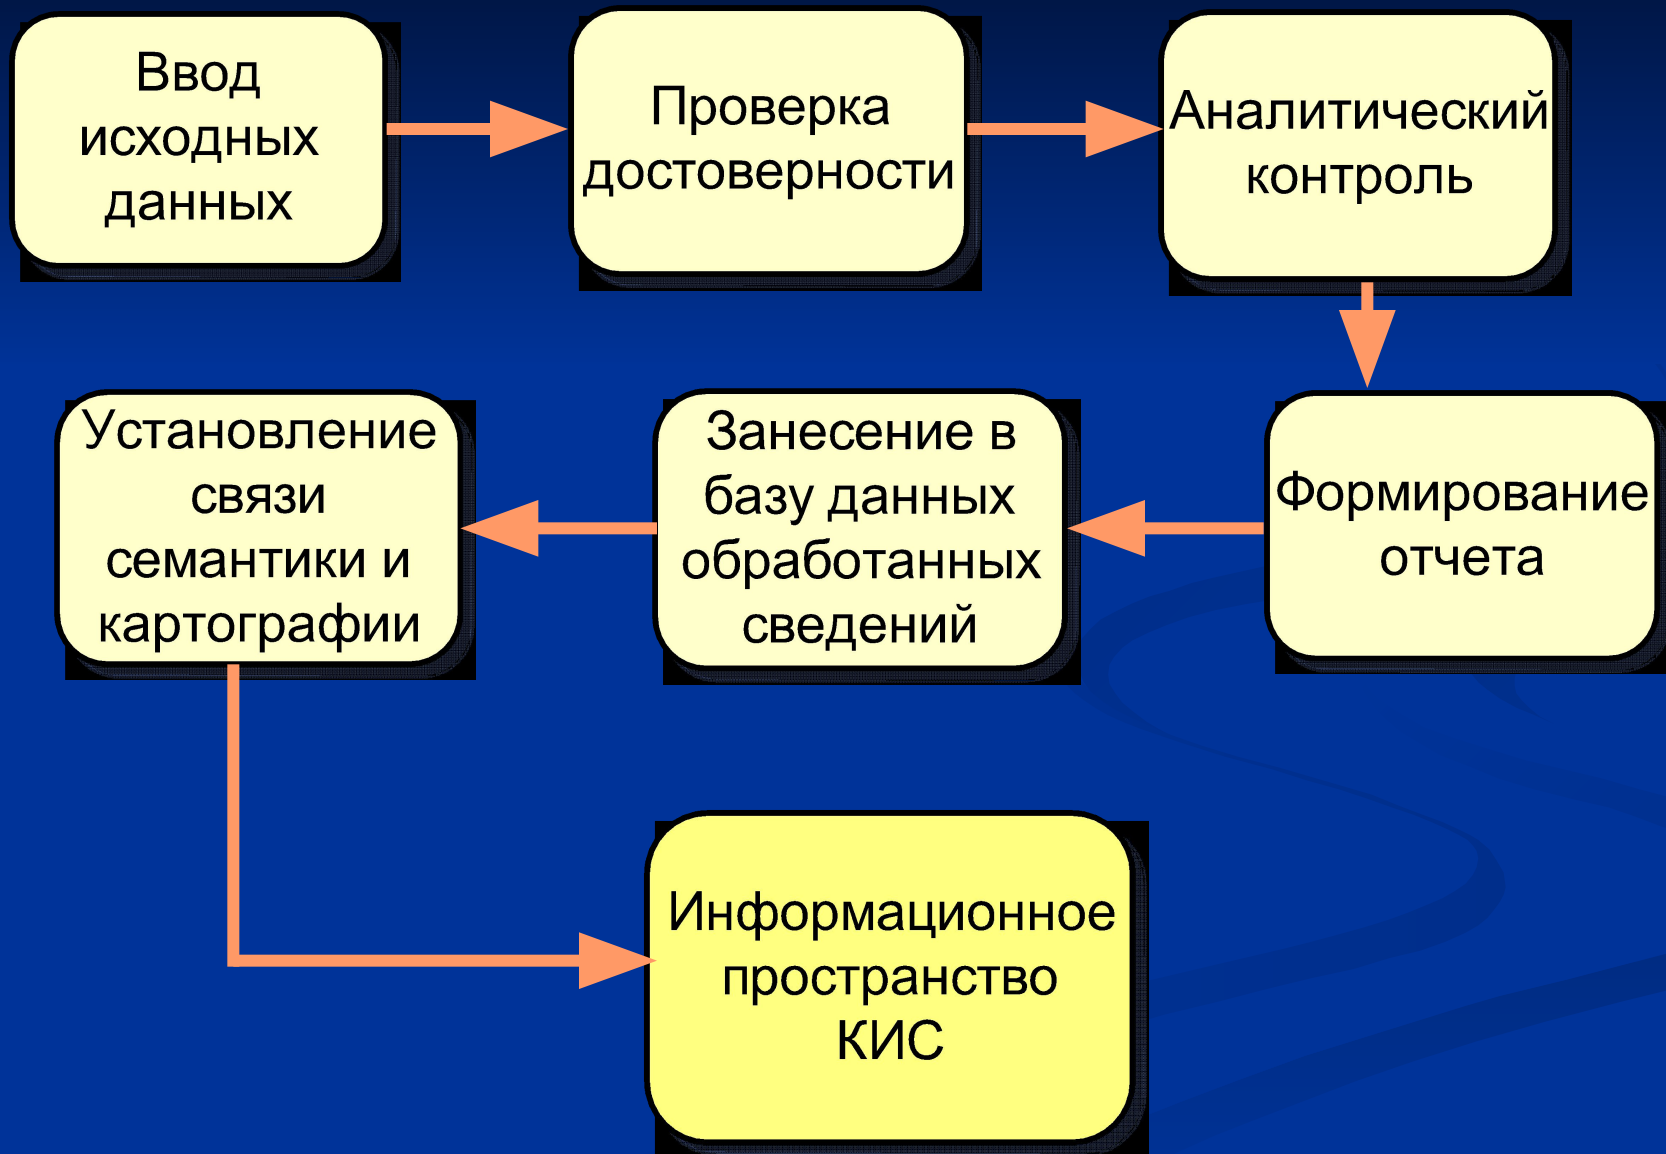 Ввод
исходных
данных
Проверка
достоверности
Аналитический
контроль
Формирование
отчета
Занесение в
базу данных
обработанных
сведений
Установление
связи
семантики и
картографии
Информационное
пространство
КИС